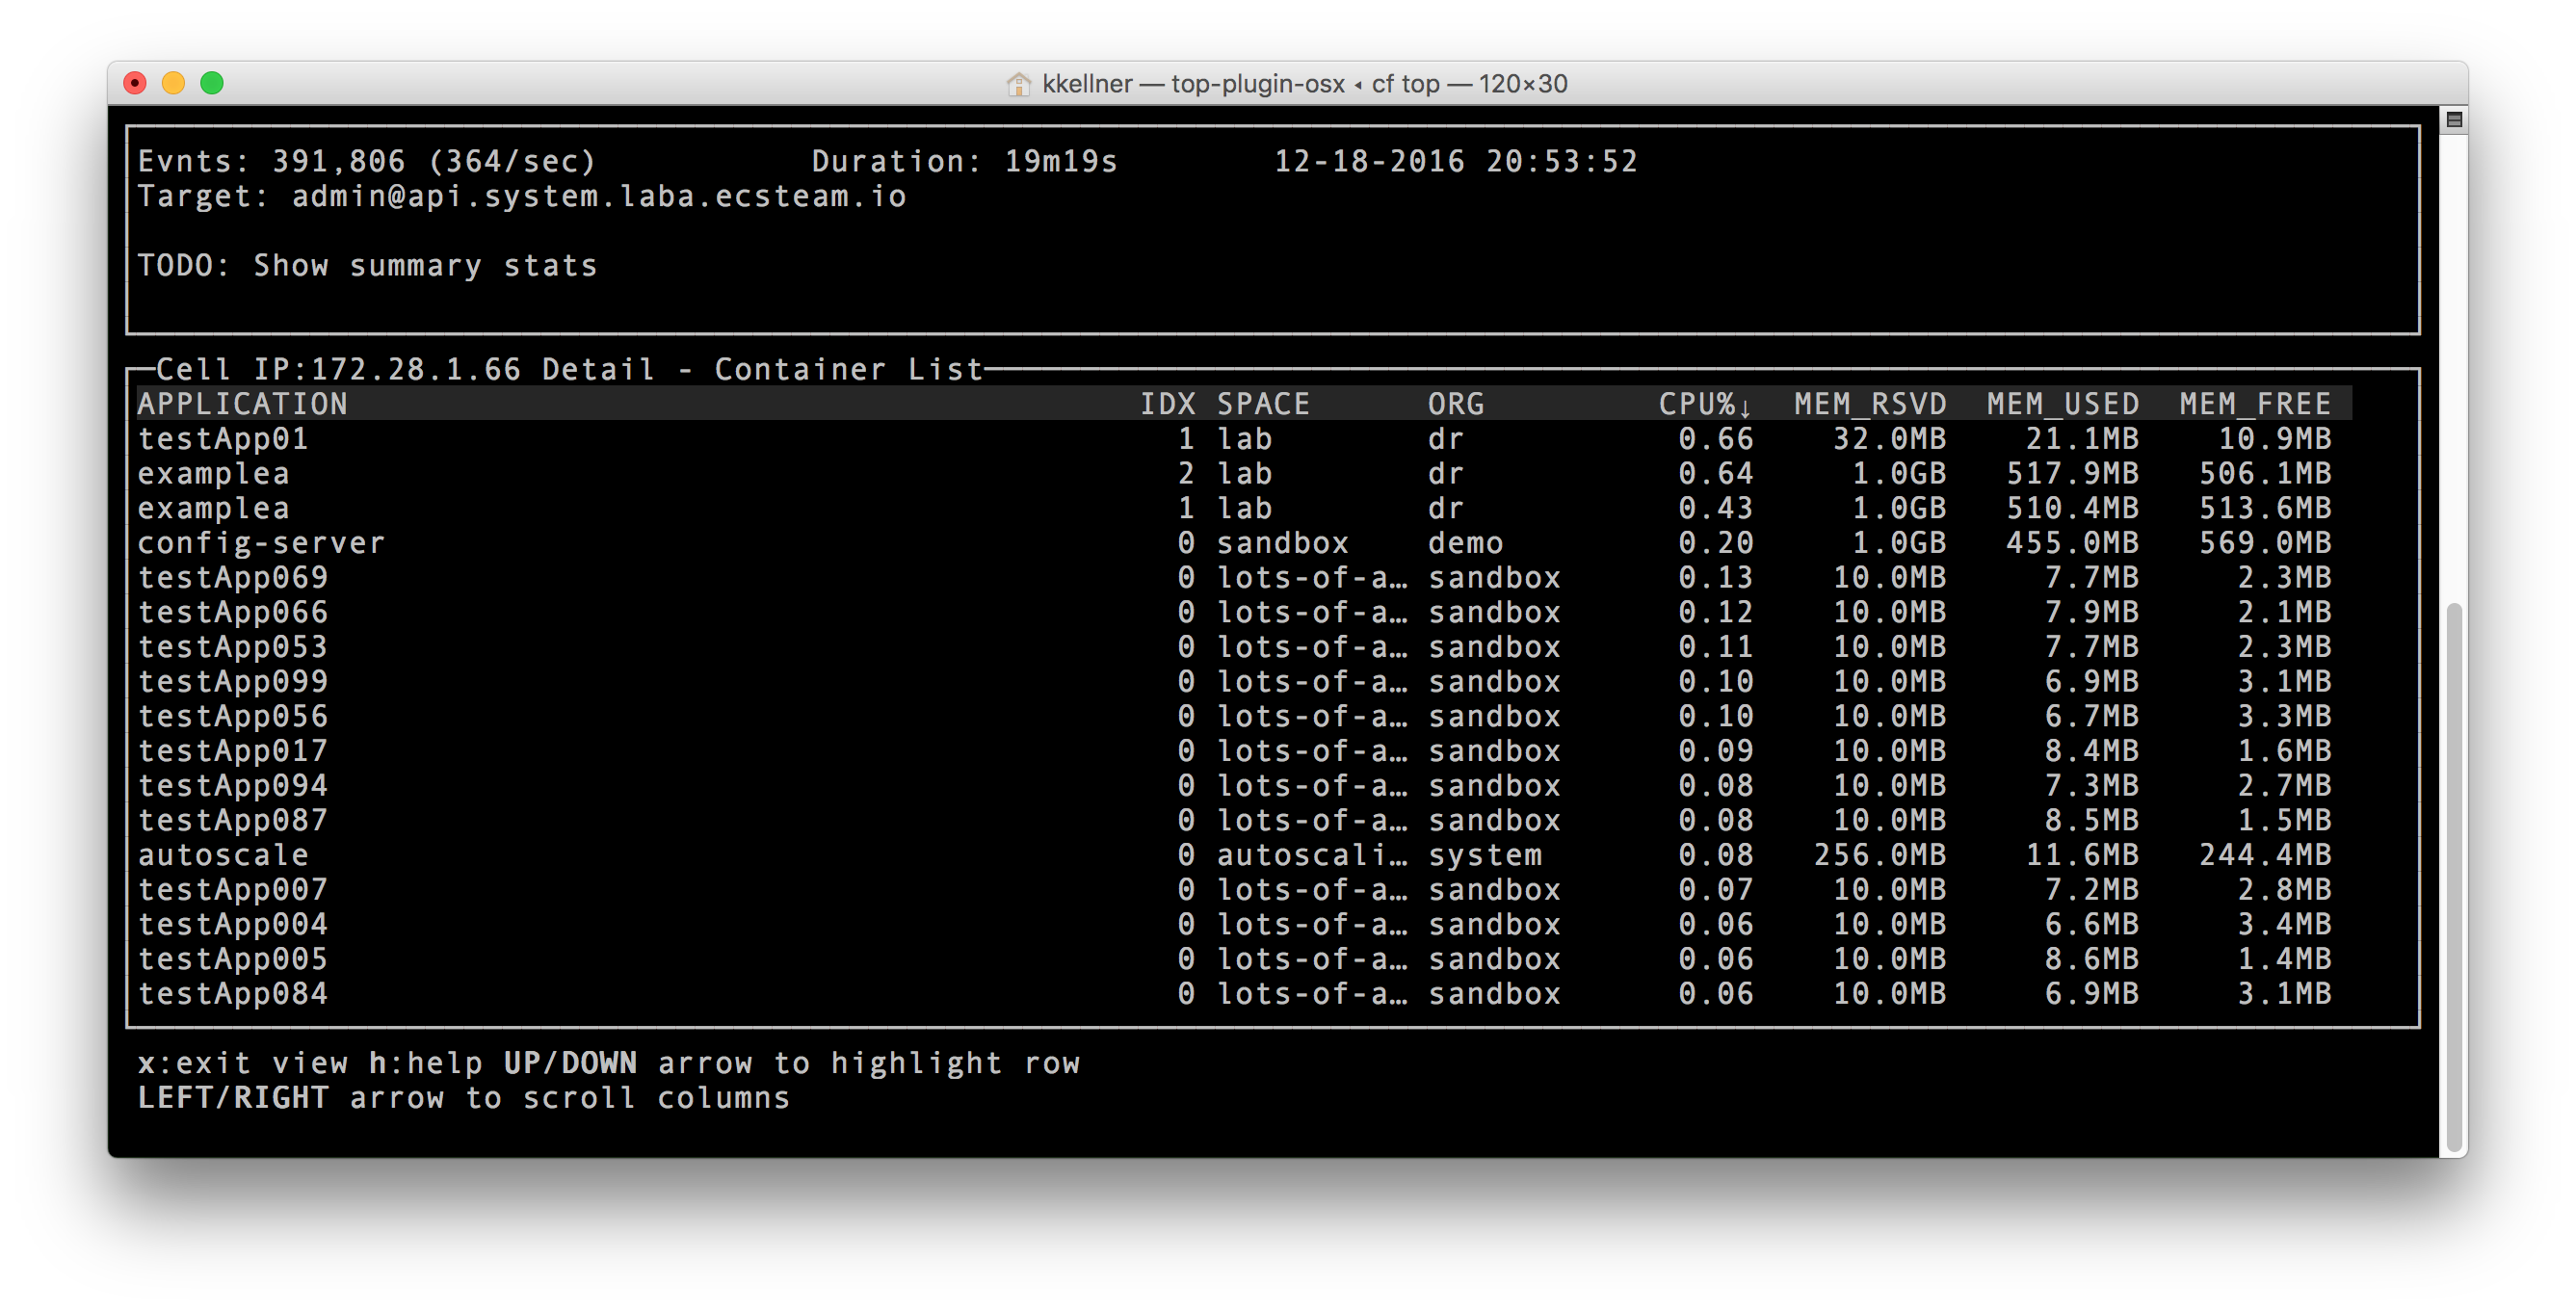 kkellner — top-plugin-osx ◂ cf top — 120×30
Evnts: 391,806 (364/sec) Duration: 19m19s 12-18-2016 20:53:52
Target: admin@api.system.laba.ecsteam.io
TODO: Show summary stats
Cell IP:172.28.1.66 Detail - Container List
APPLICATION IDX SPACE ORG CPU%↓ MEM_RSVD MEM_USED MEM_FREE
testApp01 1 lab dr 0.66 32.0MB 21.1MB 10.9MB
examplea 2 lab dr 0.64 1.0GB 517.9MB 506.1MB
examplea 1 lab dr 0.43 1.0GB 510.4MB 513.6MB
config-server 0 sandbox demo 0.20 1.0GB 455.0MB 569.0MB
testApp069 0 lots-of-a… sandbox 0.13 10.0MB 7.7MB 2.3MB
testApp066 0 lots-of-a… sandbox 0.12 10.0MB 7.9MB 2.1MB
testApp053 0 lots-of-a… sandbox 0.11 10.0MB 7.7MB 2.3MB
testApp099 0 lots-of-a… sandbox 0.10 10.0MB 6.9MB 3.1MB
testApp056 0 lots-of-a… sandbox 0.10 10.0MB 6.7MB 3.3MB
testApp017 0 lots-of-a… sandbox 0.09 10.0MB 8.4MB 1.6MB
testApp094 0 lots-of-a… sandbox 0.08 10.0MB 7.3MB 2.7MB
testApp087 0 lots-of-a… sandbox 0.08 10.0MB 8.5MB 1.5MB
autoscale 0 autoscali… system 0.08 256.0MB 11.6MB 244.4MB
testApp007 0 lots-of-a… sandbox 0.07 10.0MB 7.2MB 2.8MB
testApp004 0 lots-of-a… sandbox 0.06 10.0MB 6.6MB 3.4MB
testApp005 0 lots-of-a… sandbox 0.06 10.0MB 8.6MB 1.4MB
testApp084 0 lots-of-a… sandbox 0.06 10.0MB 6.9MB 3.1MB
x:exit view h:help UP/DOWN arrow to highlight row
LEFT/RIGHT arrow to scroll columns